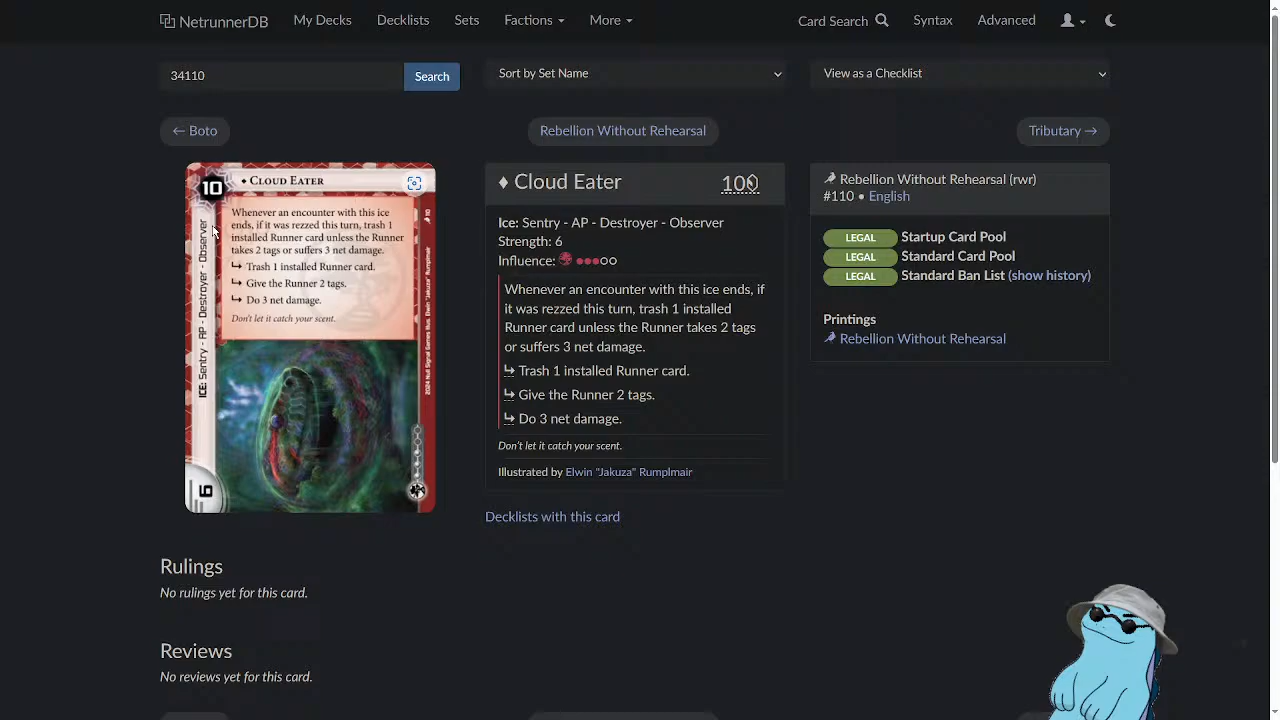 NetrunnerDB My Decks Decklists Sets Factions More Card Search Syntax Advanced
34110 Search Sort by Set Name View as a Checklist
← Boto Rebellion Without Rehearsal Tributary →
10 ♦ CLOUD EATER
Whenever an encounter with this ice
ends, if it was rezzed this turn, trash 1
installed Runner card unless the Runner
takes 2 tags or suffers 3 net damage.
↳ Trash 1 installed Runner card.
↳ Give the Runner 2 tags.
↳ Do 3 net damage.
Don't let it catch your scent.
ICE: Sentry - AP - Destroyer - Observer
2024 Null Signal Games Illus. Elwin "Jakuza" Rumplmair
6
♦ Cloud Eater
Ice: Sentry - AP - Destroyer - Observer
Strength: 6
Influence:
Whenever an encounter with this ice ends, if
it was rezzed this turn, trash 1 installed
Runner card unless the Runner takes 2 tags
or suffers 3 net damage.
↳ Trash 1 installed Runner card.
↳ Give the Runner 2 tags.
↳ Do 3 net damage.
Don't let it catch your scent.
Illustrated by Elwin "Jakuza" Rumplmair
Decklists with this card
Rebellion Without Rehearsal (rwr)
#110 • English
LEGAL Startup Card Pool
LEGAL Standard Card Pool
LEGAL Standard Ban List (show history)
Printings
Rebellion Without Rehearsal
Rulings
No rulings yet for this card.
Reviews
No reviews yet for this card.